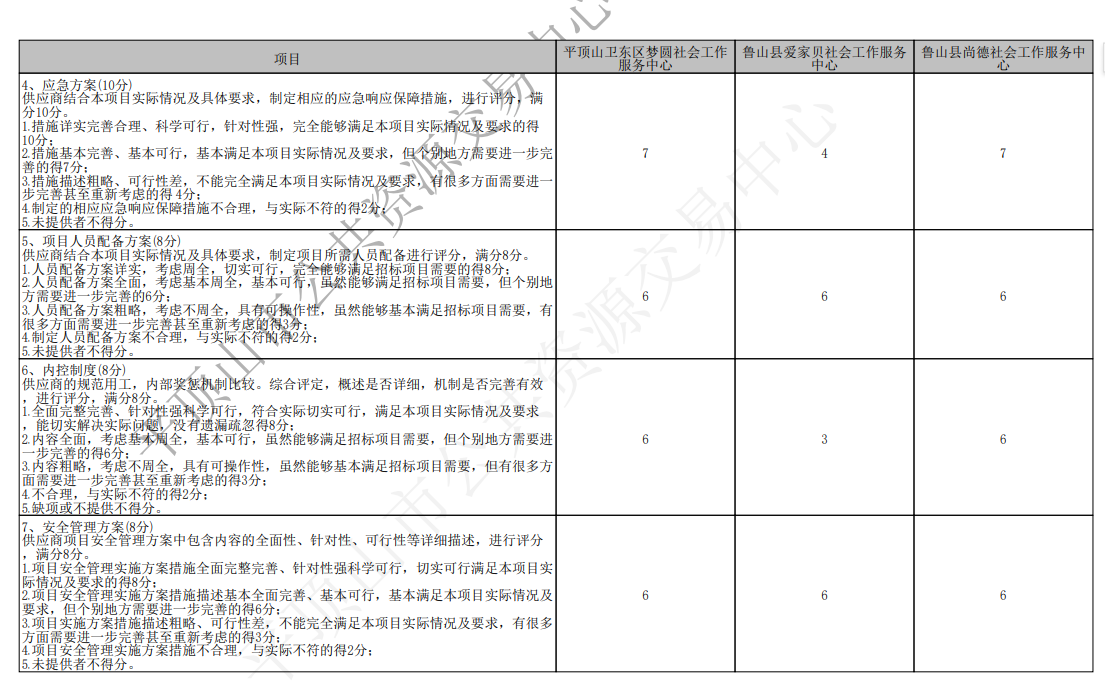 项目
平顶山卫东区梦圆社会工作
服务中心
鲁山县爱家贝社会工作服务
中心
鲁山县尚德社会工作服务中
心
4、应急方案(10分)
供应商结合本项目实际情况及具体要求，制定相应的应急响应保障措施，进行评分，满
分10分。
1.措施详实完善合理、科学可行，针对性强，完全能够满足本项目实际情况及要求的得
10分；
2.措施基本完善、基本可行，基本满足本项目实际情况及要求，但个别地方需要进一步完
善的得7分；
3.措施描述粗略、可行性差，不能完全满足本项目实际情况及要求，有很多方面需要进一
步完善甚至重新考虑的得 4分；
4.制定的相应应急响应保障措施不合理，与实际不符的得2分；
5.未提供者不得分。
7
4
7
5、项目人员配备方案(8分)
供应商结合本项目实际情况及具体要求，制定项目所需人员配备进行评分，满分8分。
1.人员配备方案详实，考虑周全，切实可行，完全能够满足招标项目需要的得8分；
2.人员配备方案全面，考虑基本周全，基本可行，虽然能够满足招标项目需要，但个别地
方需要进一步完善的6分；
3.人员配备方案粗略，考虑不周全，具有可操作性，虽然能够基本满足招标项目需要，有
很多方面需要进一步完善甚至重新考虑的得3分；
4.制定人员配备方案不合理，与实际不符的得2分；
5.未提供者不得分。
6
6
6
6、内控制度(8分)
供应商的规范用工，内部奖惩机制比较。综合评定，概述是否详细，机制是否完善有效
，进行评分，满分8分。
1.全面完整完善、针对性强科学可行，符合实际切实可行，满足本项目实际情况及要求
，能切实解决实际问题，没有遗漏疏忽得8分；
2.内容全面，考虑基本周全，基本可行，虽然能够满足招标项目需要，但个别地方需要进
一步完善的得6分；
3.内容粗略，考虑不周全，具有可操作性，虽然能够基本满足招标项目需要，但有很多方
面需要进一步完善甚至重新考虑的得3分；
4.不合理，与实际不符的得2分；
5.缺项或不提供不得分。
6
3
6
7、安全管理方案(8分)
供应商项目安全管理方案中包含内容的全面性、针对性、可行性等详细描述，进行评分
，满分8分。
1.项目安全管理实施方案措施全面完整完善、针对性强科学可行，切实可行满足本项目实
际情况及要求的得8分；
2.项目安全管理实施方案措施描述基本全面完善、基本可行，基本满足本项目实际情况及
要求，但个别地方需要进一步完善的得6分；
3.项目实施方案措施描述粗略、可行性差，不能完全满足本项目实际情况及要求，有很多
方面需要进一步完善甚至重新考虑的得3分；
4.项目安全管理实施方案措施不合理，与实际不符的得2分；
5.未提供者不得分。
6
6
6
平顶山市公共资源交易中心
平顶山市公共资源交易中心